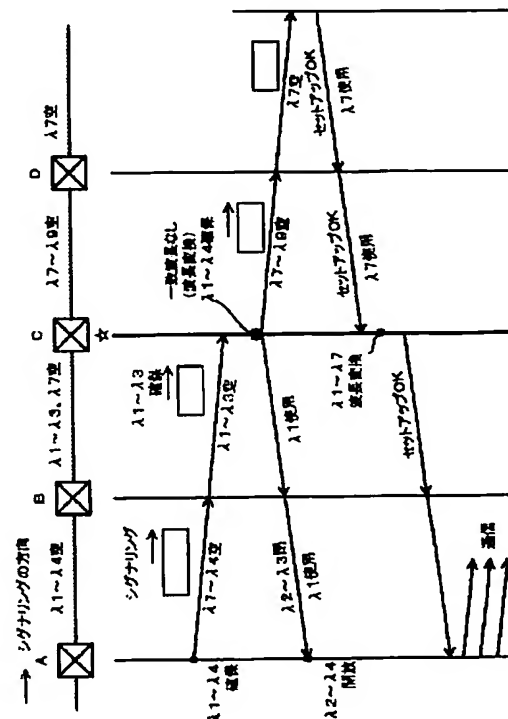 → シグナリングの方向
A
B
C
D
λ1~λ4空
λ1~λ3、λ7空
λ7~λ9空
λ7空
☆
λ1~λ4
確保
シグナリング
λ7~λ4空
λ1~λ3
確保
λ1~λ3空
一致波長なし
(波長変換)
λ1~λ4確保
λ7~λ9空
λ7空
セットアップOK
λ7使用
セットアップOK
λ7使用
λ1使用
λ2~λ3開
λ1使用
λ2~λ4
開放
λ1~λ7
波長変換
セットアップOK
通信